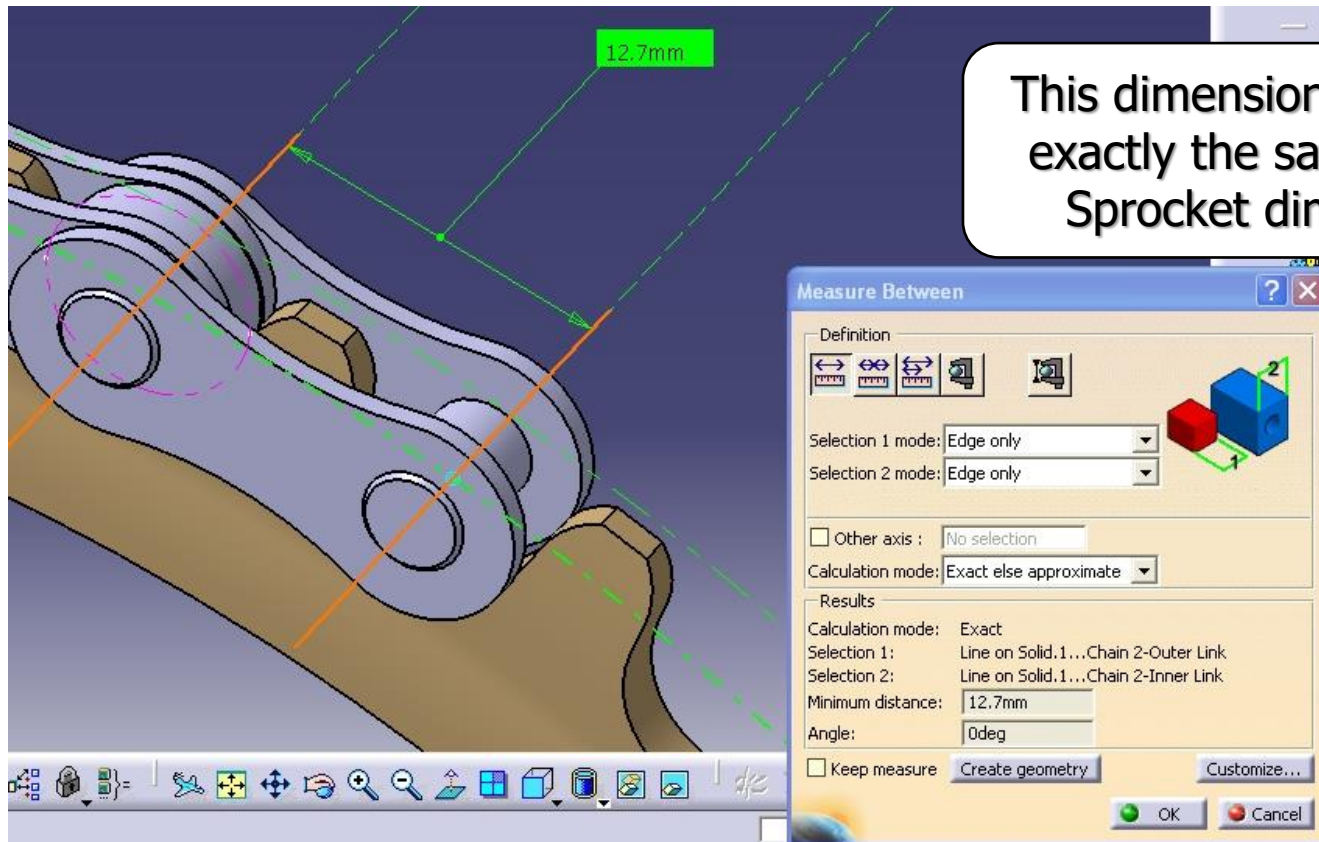 12.7mm
This dimension
exactly the sa
Sprocket dir
Measure Between
Definition
2
1
Selection 1 mode: Edge only
Selection 2 mode: Edge only
Other axis : No selection
Calculation mode: Exact else approximate
Results
Calculation mode: Exact
Selection 1: Line on Solid.1...Chain 2-Outer Link
Selection 2: Line on Solid.1...Chain 2-Inner Link
Minimum distance: 12.7mm
Angle: 0deg
Keep measure Create geometry Customize...
OK Cancel